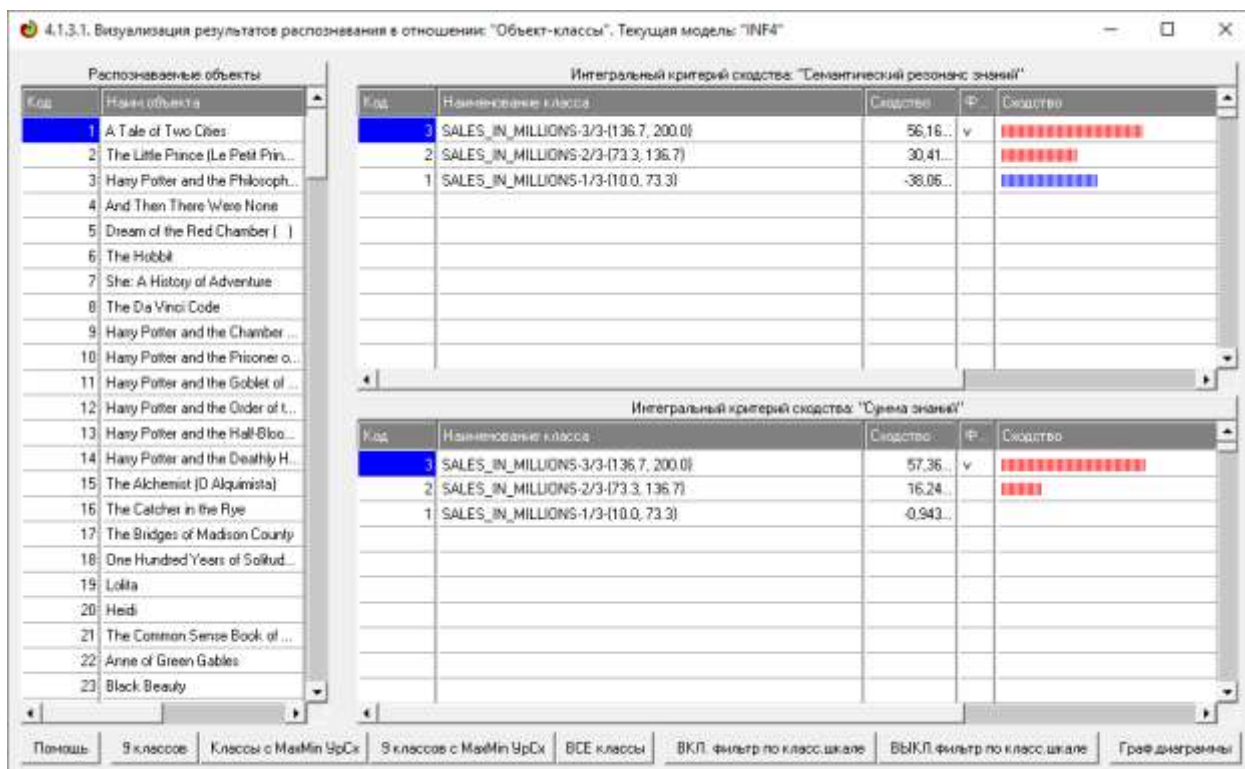 4.1.3.1. Визуализация результатов распознавания в отношении: "Объект-классы". Текущая модель: "INF4"
Распознаваемые объекты
Код Наим.объекта
1 A Tale of Two Cities
2 The Little Prince (Le Petit Prin...
3 Harry Potter and the Philosoph...
4 And Then There Were None
5 Dream of the Red Chamber ( )
6 The Hobbit
7 She: A History of Adventure
8 The Da Vinci Code
9 Harry Potter and the Chamber ...
10 Harry Potter and the Prisoner o...
11 Harry Potter and the Goblet of ...
12 Harry Potter and the Order of t...
13 Harry Potter and the Half-Bloo...
14 Harry Potter and the Deathly H...
15 The Alchemist (O Alquimista)
16 The Catcher in the Rye
17 The Bridges of Madison County
18 One Hundred Years of Solitud...
19 Lolita
20 Heidi
21 The Common Sense Book of ...
22 Anne of Green Gables
23 Black Beauty
Интегральный критерий сходства: "Семантический резонанс знаний"
Код Наименование класса Сходство Ф... Сходство
3 SALES_IN_MILLIONS-3/3-{136.7, 200.0} 56,16... v
2 SALES_IN_MILLIONS-2/3-{73.3, 136.7} 30,41...
1 SALES_IN_MILLIONS-1/3-{10.0, 73.3} -38,06...
Интегральный критерий сходства: "Сумма знаний"
Код Наименование класса Сходство Ф... Сходство
3 SALES_IN_MILLIONS-3/3-{136.7, 200.0} 57,36... v
2 SALES_IN_MILLIONS-2/3-{73.3, 136.7} 16,24...
1 SALES_IN_MILLIONS-1/3-{10.0, 73.3} -0,943...
Помощь 9 классов Классы с MaxMin УрСх 9 классов с MaxMin УрСх ВСЕ классы ВКЛ. фильтр по класс.шкале ВЫКЛ.фильтр по класс.шкале Граф.диаграммы